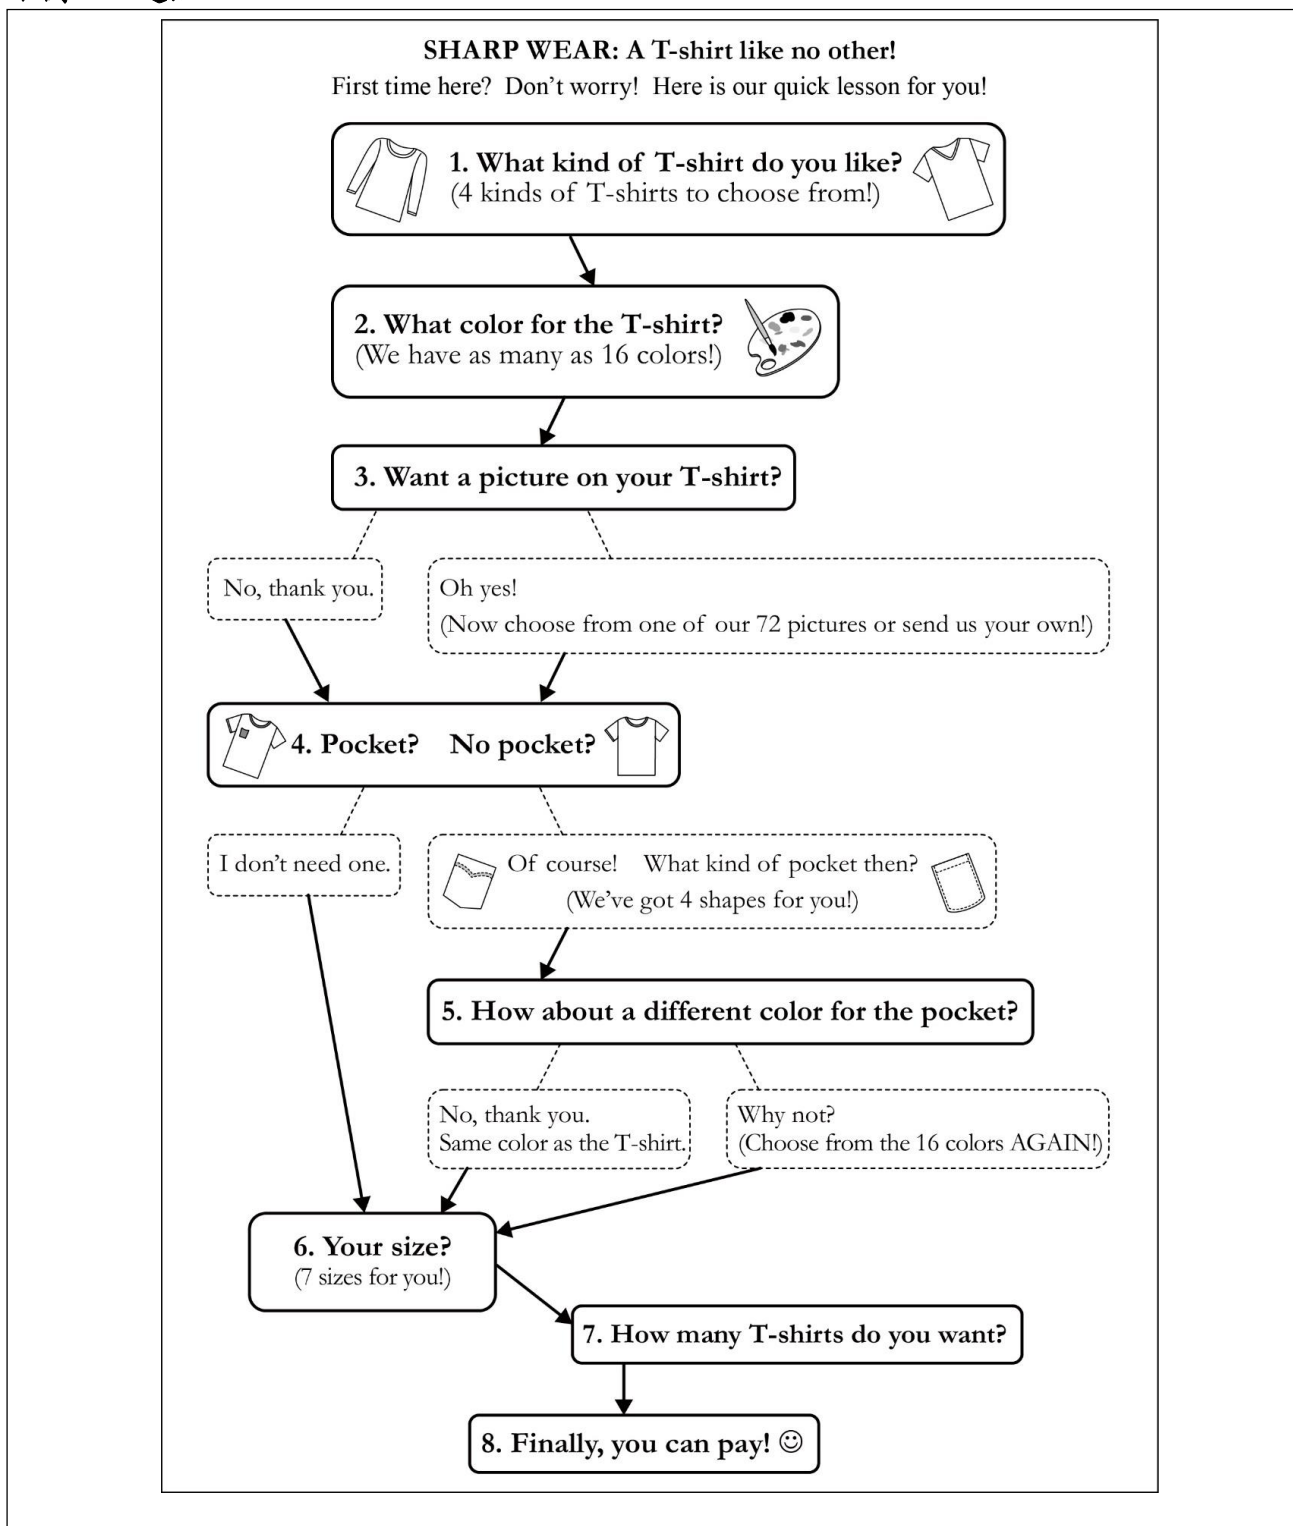 SHARP WEAR: A T-shirt like no other!
First time here? Don't worry! Here is our quick lesson for you!
1. What kind of T-shirt do you like?
(4 kinds of T-shirts to choose from!)
2. What color for the T-shirt?
(We have as many as 16 colors!)
3. Want a picture on your T-shirt?
No, thank you.
Oh yes!
(Now choose from one of our 72 pictures or send us your own!)
4. Pocket? No pocket?
I don't need one.
Of course! What kind of pocket then?
(We've got 4 shapes for you!)
5. How about a different color for the pocket?
No, thank you.
Same color as the T-shirt.
Why not?
(Choose from the 16 colors AGAIN!)
6. Your size?
(7 sizes for you!)
7. How many T-shirts do you want?
8. Finally, you can pay! ☺